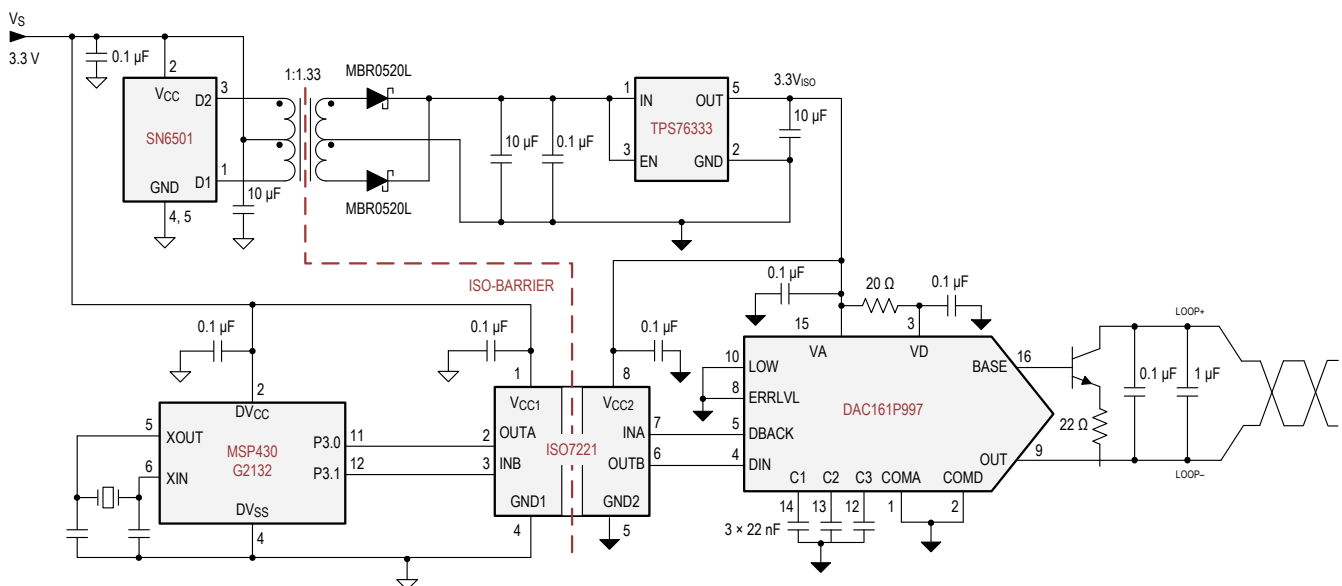 VS
3.3 V
0.1 µF
2
VCC
D2
3
SN6501
D1
1
GND
4, 5
10 µF
1:1.33
MBR0520L
MBR0520L
10 µF
0.1 µF
1
IN
OUT
5
TPS76333
3
EN
GND
2
3.3VISO
10 µF
ISO-BARRIER
0.1 µF
2
DVCC
5
XOUT
6
XIN
MSP430
G2132
P3.0
11
P3.1
12
DVSS
4
0.1 µF
1
VCC1
2
OUTA
3
INB
GND1
4
ISO7221
0.1 µF
8
VCC2
INA
7
OUTB
6
GND2
5
0.1 µF
20 Ω
0.1 µF
15
VA
3
VD
10
LOW
8
ERRLVL
5
DBACK
4
DIN
DAC161P997
BASE
16
OUT
9
C1
C2
C3
COMA
COMD
14
13
12
1
2
3 × 22 nF
22 Ω
0.1 µF
1 µF
LOOP+
LOOP–